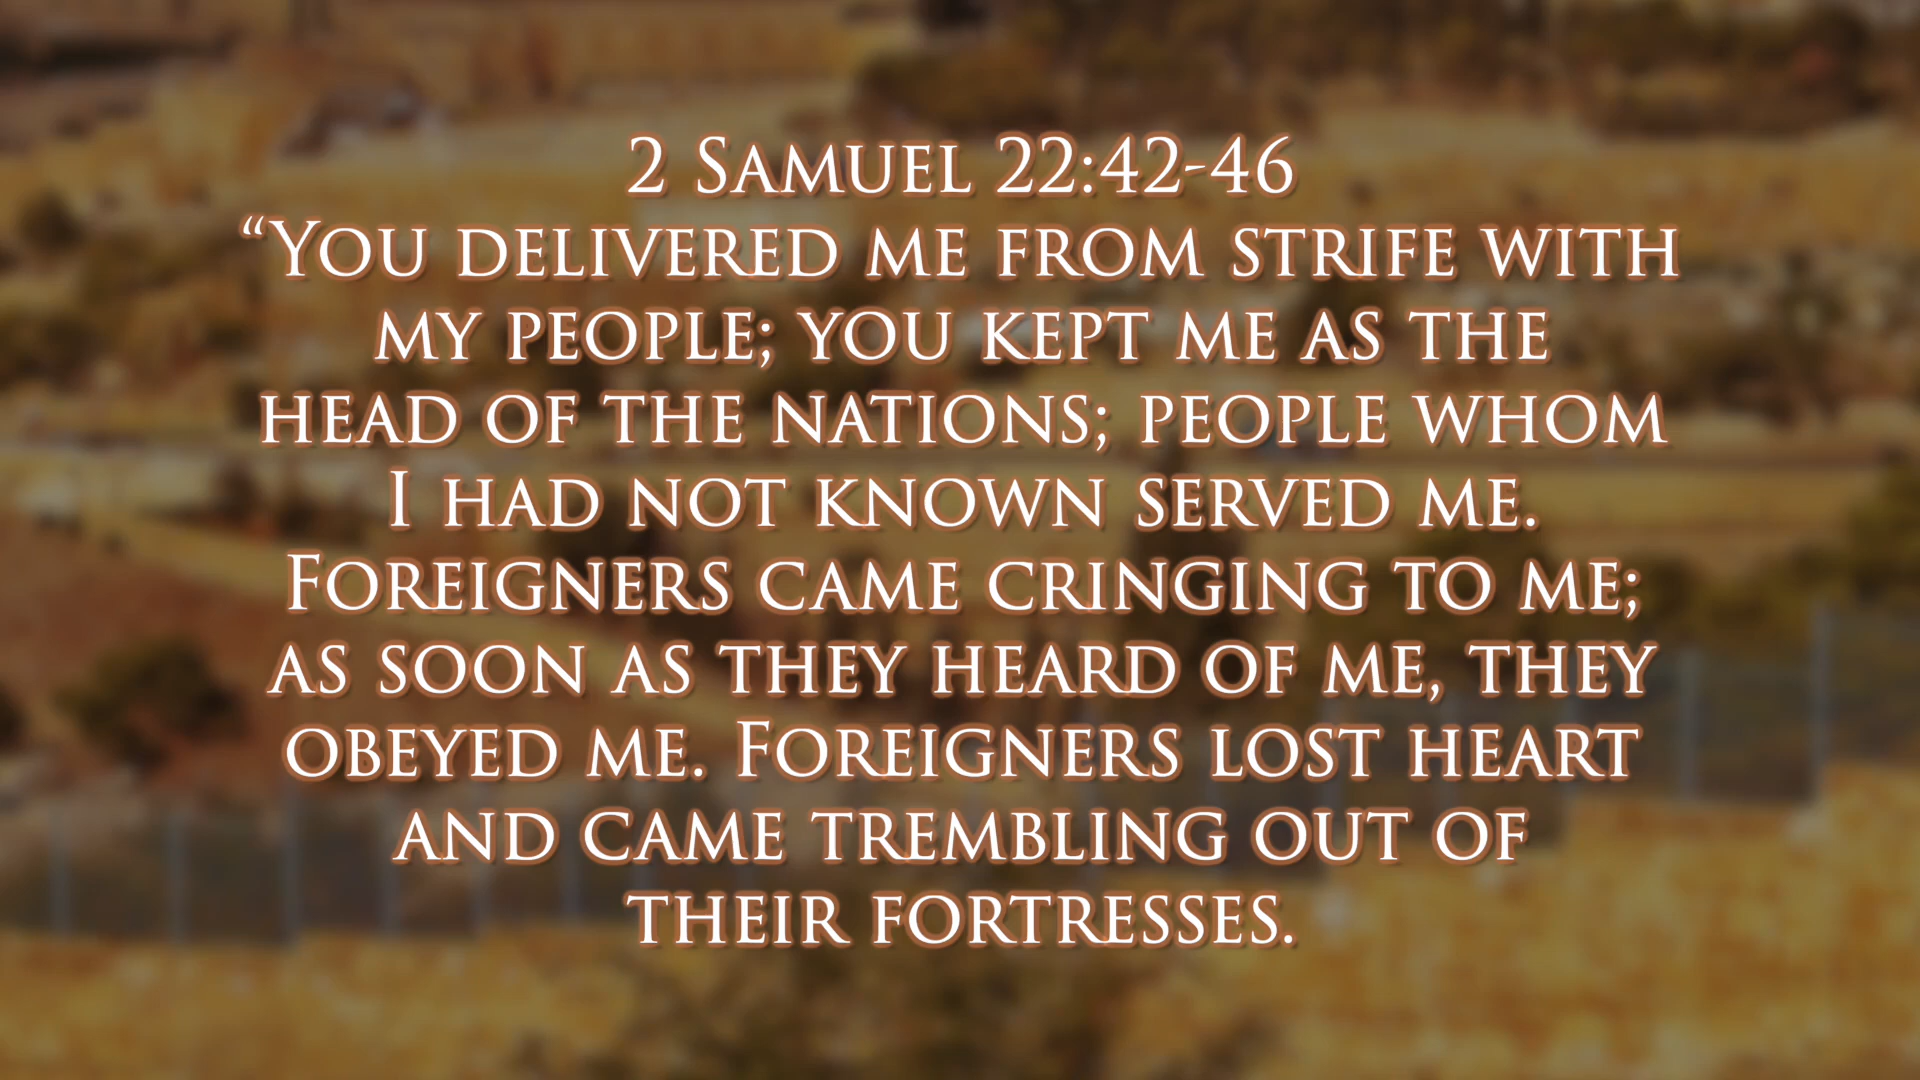 2 Samuel 22:42-46
“You delivered me from strife with
my people; you kept me as the
head of the nations; people whom
I had not known served me.
Foreigners came cringing to me;
as soon as they heard of me, they
obeyed me. Foreigners lost heart
and came trembling out of
their fortresses.